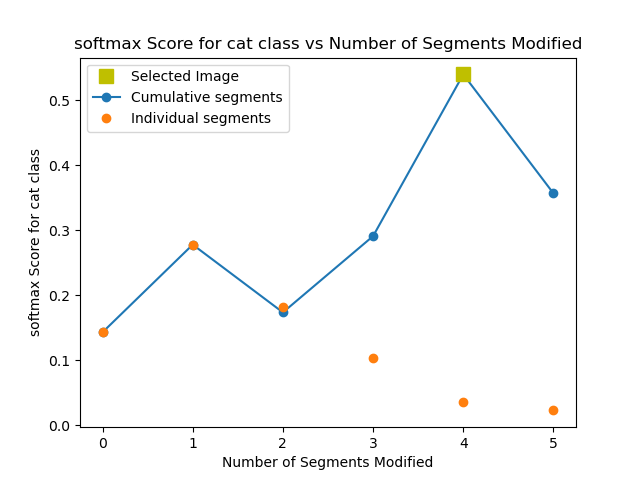 softmax Score for cat class vs Number of Segments Modified
Selected Image
Cumulative segments
Individual segments
softmax Score for cat class
0.5
0.4
0.3
0.2
0.1
0.0
0 1 2 3 4 5
Number of Segments Modified